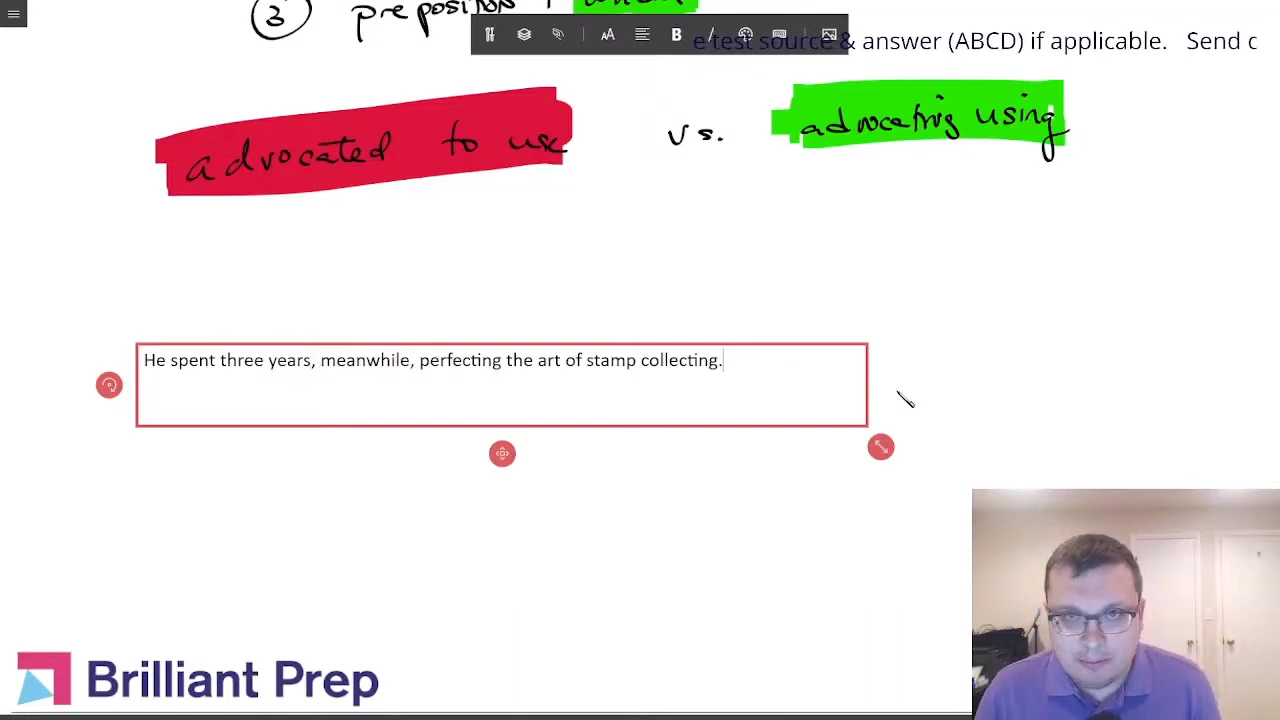 3 preposition
B
e test source & answer (ABCD) if applicable. Send c
advocated to use vs. advocating using
He spent three years, meanwhile, perfecting the art of stamp collecting.
Brilliant Prep